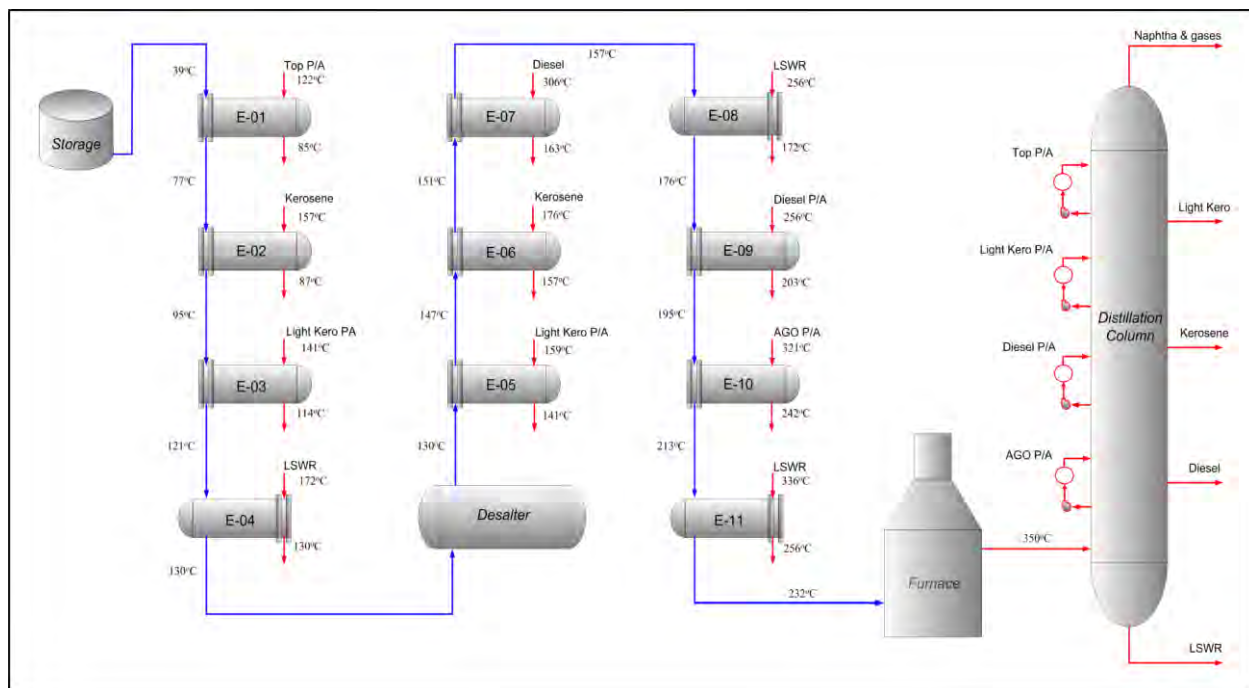 Storage
39°C
Top P/A
122°C
E-01
85°C
77°C
Kerosene
157°C
E-02
87°C
95°C
Light Kero PA
141°C
E-03
114°C
121°C
LSWR
172°C
E-04
130°C
130°C
Desalter
130°C
Light Kero P/A
159°C
E-05
141°C
147°C
Kerosene
176°C
E-06
157°C
151°C
Diesel
306°C
E-07
163°C
157°C
LSWR
256°C
E-08
172°C
176°C
Diesel P/A
256°C
E-09
203°C
195°C
AGO P/A
321°C
E-10
242°C
213°C
LSWR
336°C
E-11
256°C
232°C
Furnace
350°C
Naphtha & gases
Top P/A
Light Kero
Light Kero P/A
Distillation
Column
Kerosene
Diesel P/A
AGO P/A
Diesel
LSWR